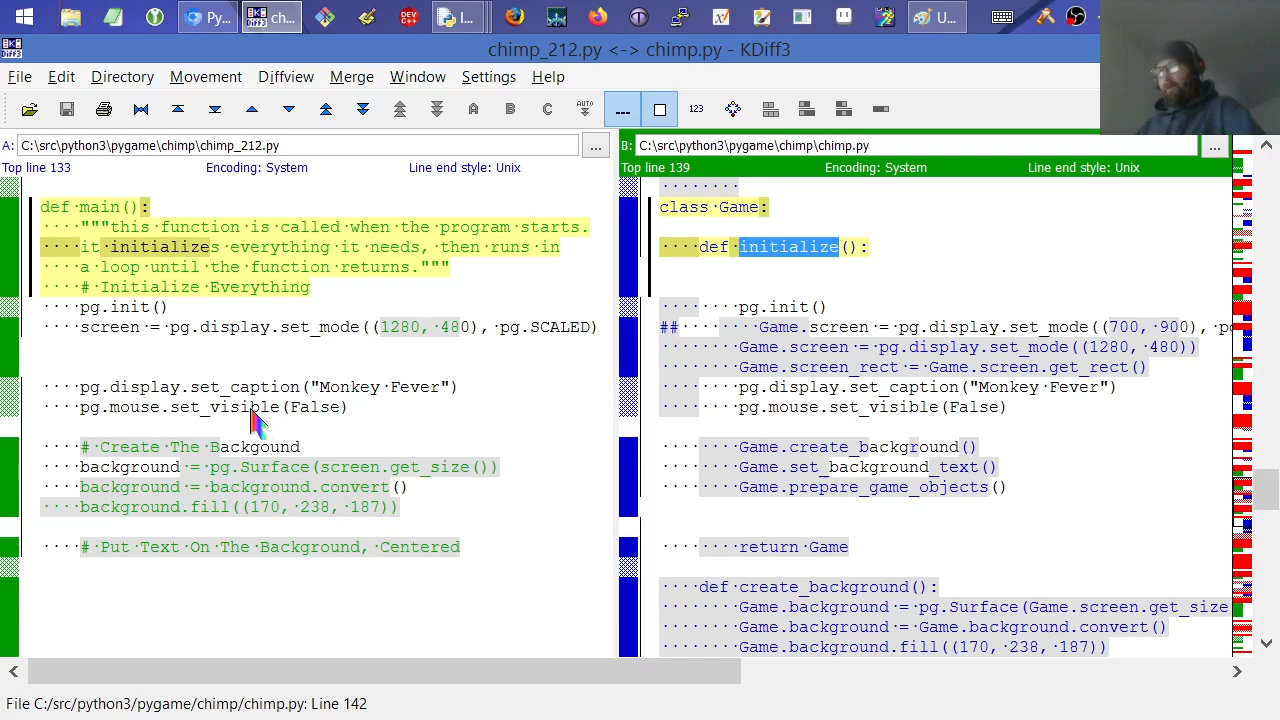 Py...
ch...
DEV
C++
I...
U...
KB
Diff3
chimp_212.py <-> chimp.py - KDiff3
File Edit Directory Movement Diffview Merge Window Settings Help
A B C AUTO 123
A: C:\src\python3\pygame\chimp\chimp_212.py ...
B: C:\src\python3\pygame\chimp\chimp.py ...
Top line 133 Encoding: System Line end style: Unix
Top line 139 Encoding: System Line end style: Unix
def·main():
····"""this·function·is·called·when·the·program·starts.
····it·initializes·everything·it·needs,·then·runs·in
····a·loop·until·the·function·returns."""
····#·Initialize·Everything
····pg.init()
····screen·=·pg.display.set_mode((1280,·480),·pg.SCALED)
····pg.display.set_caption("Monkey·Fever")
····pg.mouse.set_visible(False)
····#·Create·The·Backgound
····background·=·pg.Surface(screen.get_size())
····background·=·background.convert()
····background.fill((170,·238,·187))
····#·Put·Text·On·The·Background,·Centered
········
class·Game:
····def·initialize():
········pg.init()
##····  ····Game.screen·=·pg.display.set_mode((700,·900),·p
········Game.screen·=·pg.display.set_mode((1280,·480))
········Game.screen_rect·=·Game.screen.get_rect()
········pg.display.set_caption("Monkey·Fever")
········pg.mouse.set_visible(False)
········Game.create_background()
········Game.set_background_text()
········Game.prepare_game_objects()
········return·Game
····def·create_background():
········Game.background·=·pg.Surface(Game.screen.get_size
········Game.background·=·Game.background.convert()
········Game.background.fill((170,·238,·187))
File C:/src/python3/pygame/chimp/chimp.py: Line 142